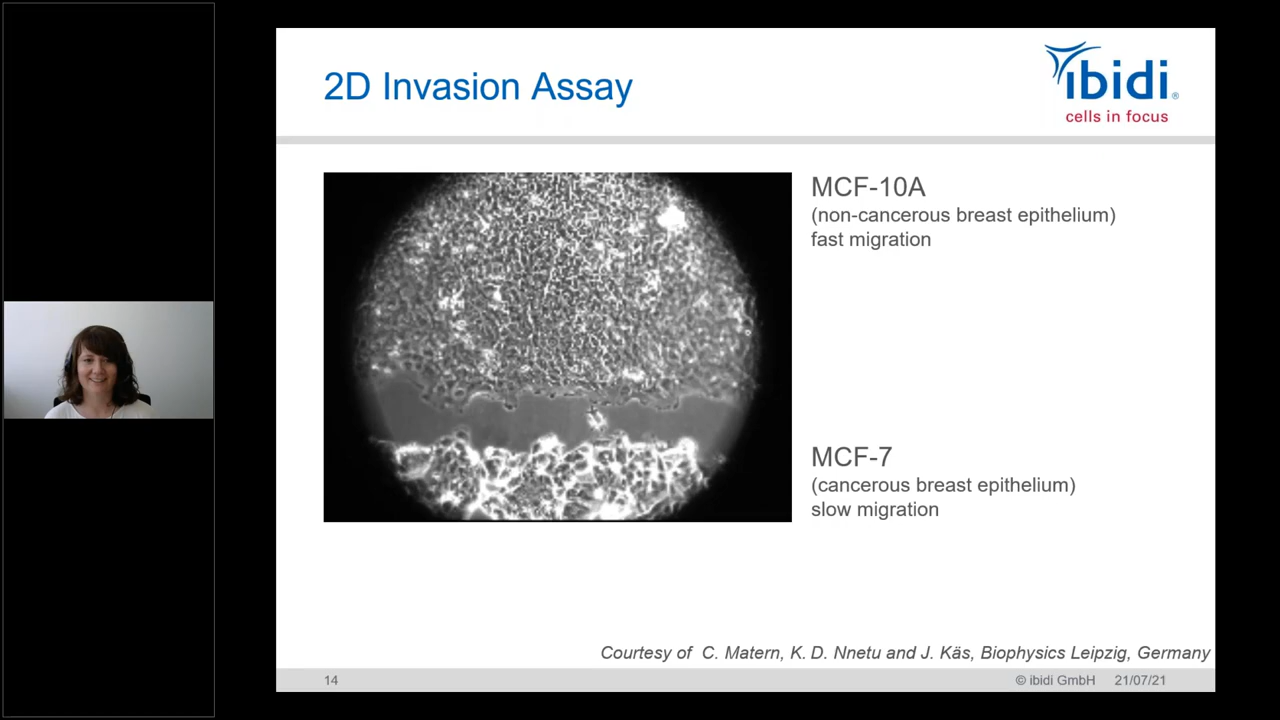 2D Invasion Assay
ibidi®
cells in focus
MCF-10A
(non-cancerous breast epithelium)
fast migration
MCF-7
(cancerous breast epithelium)
slow migration
Courtesy of C. Matern, K. D. Nnetu and J. Käs, Biophysics Leipzig, Germany
14
© ibidi GmbH 21/07/21